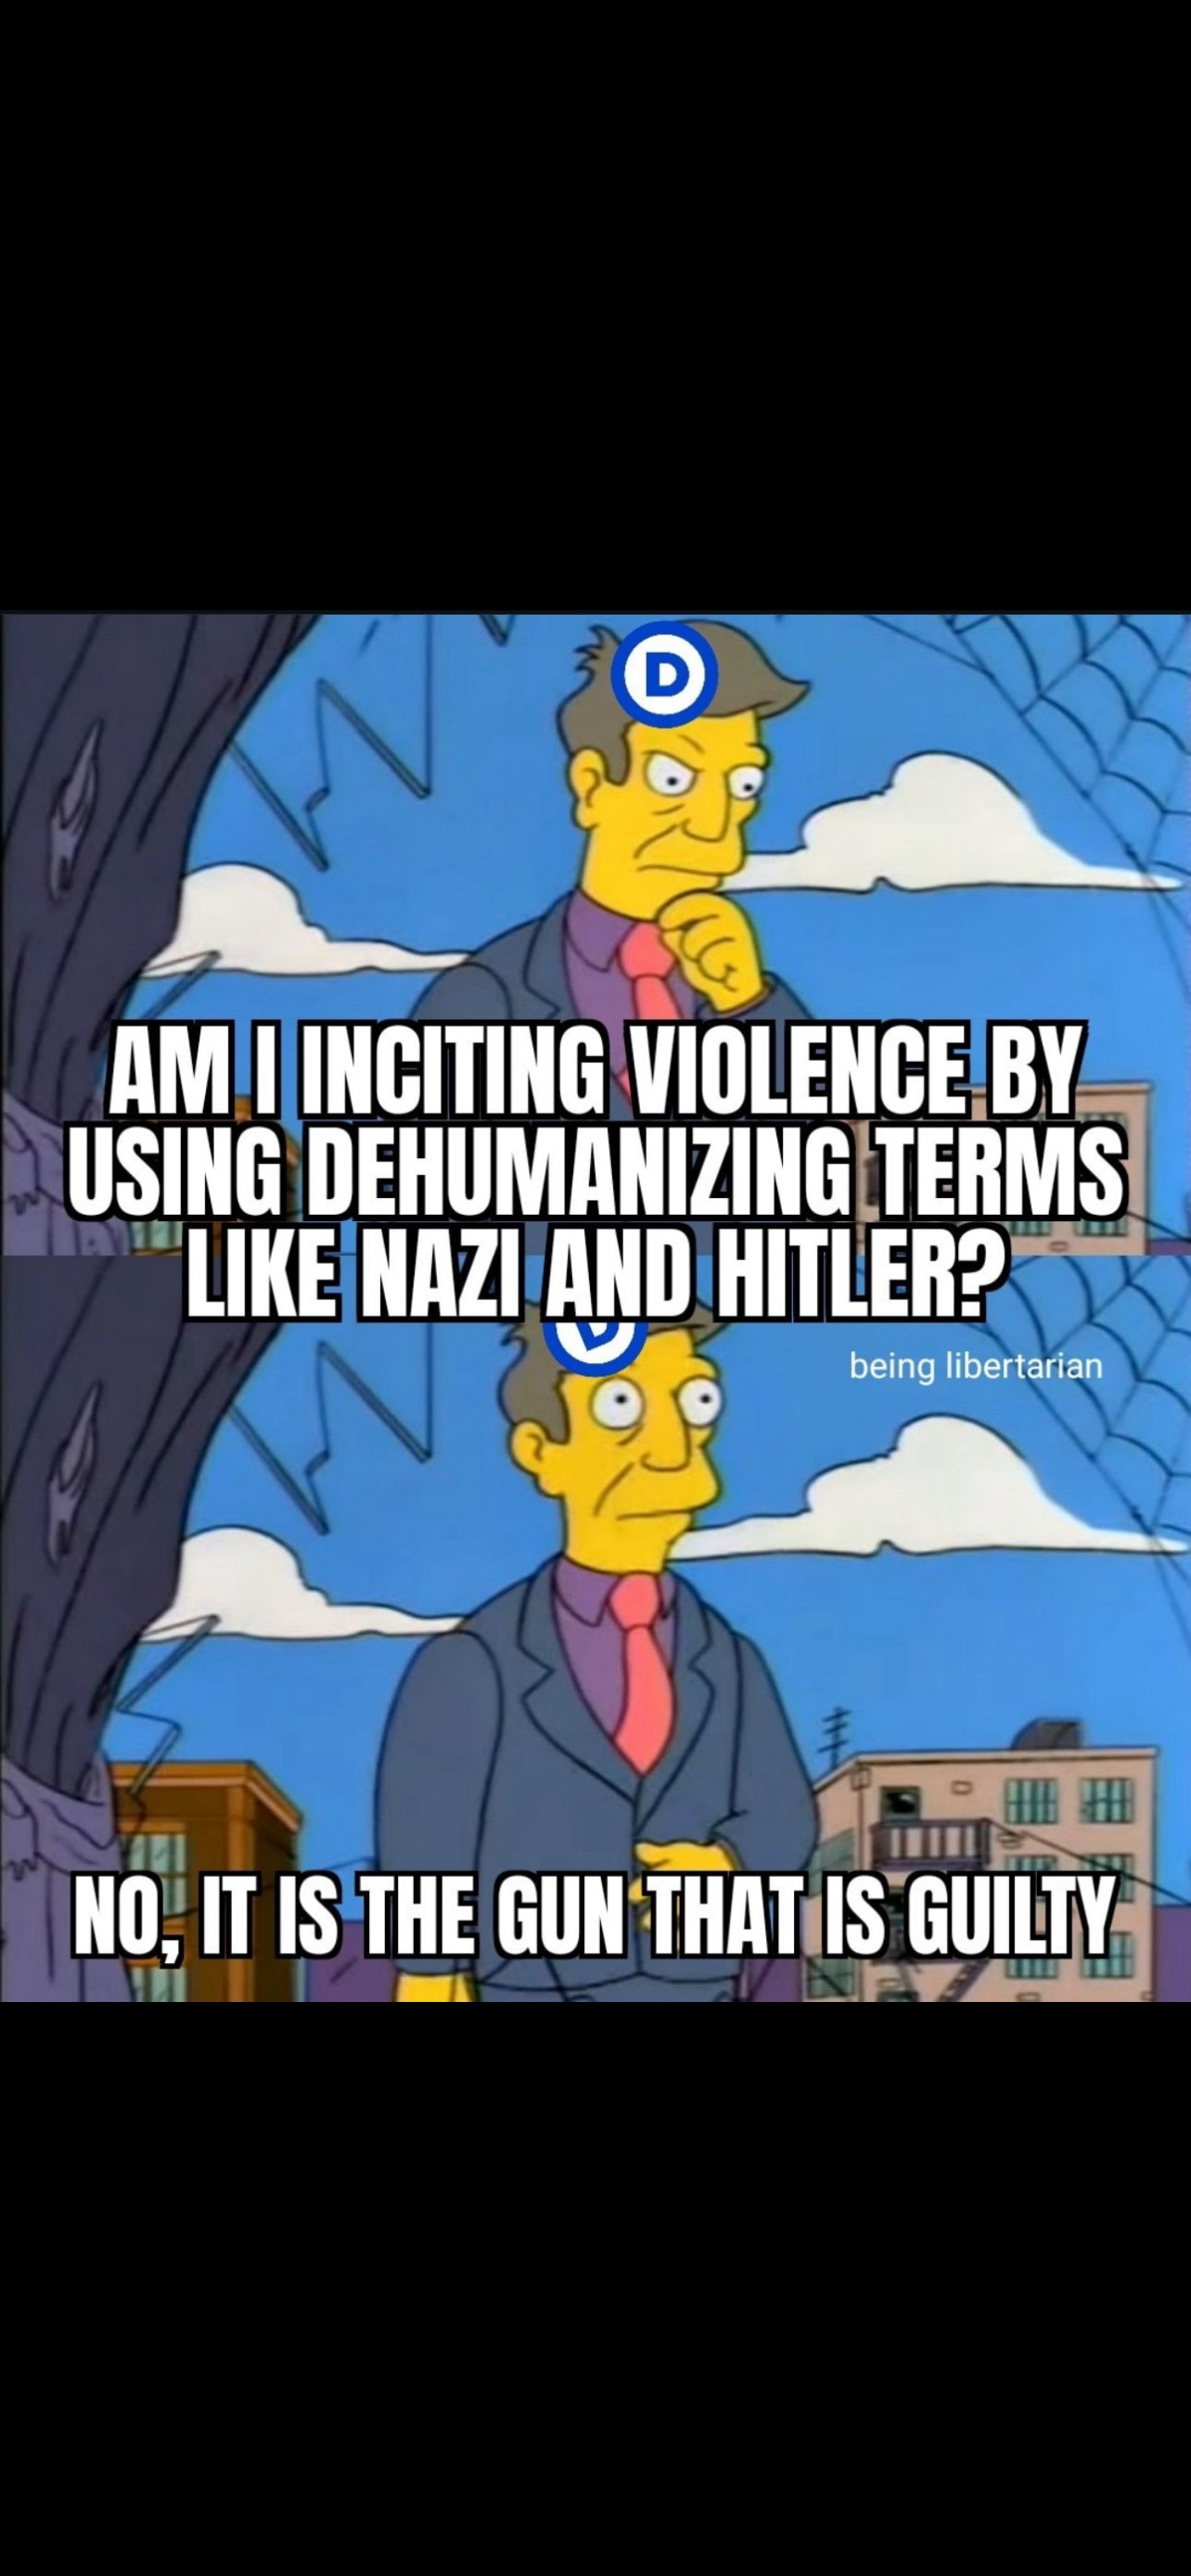 D
AM I INCITING VIOLENCE BY
USING DEHUMANIZING TERMS
LIKE NAZI AND HITLER?
D
being libertarian
NO, IT IS THE GUN THAT IS GUILTY